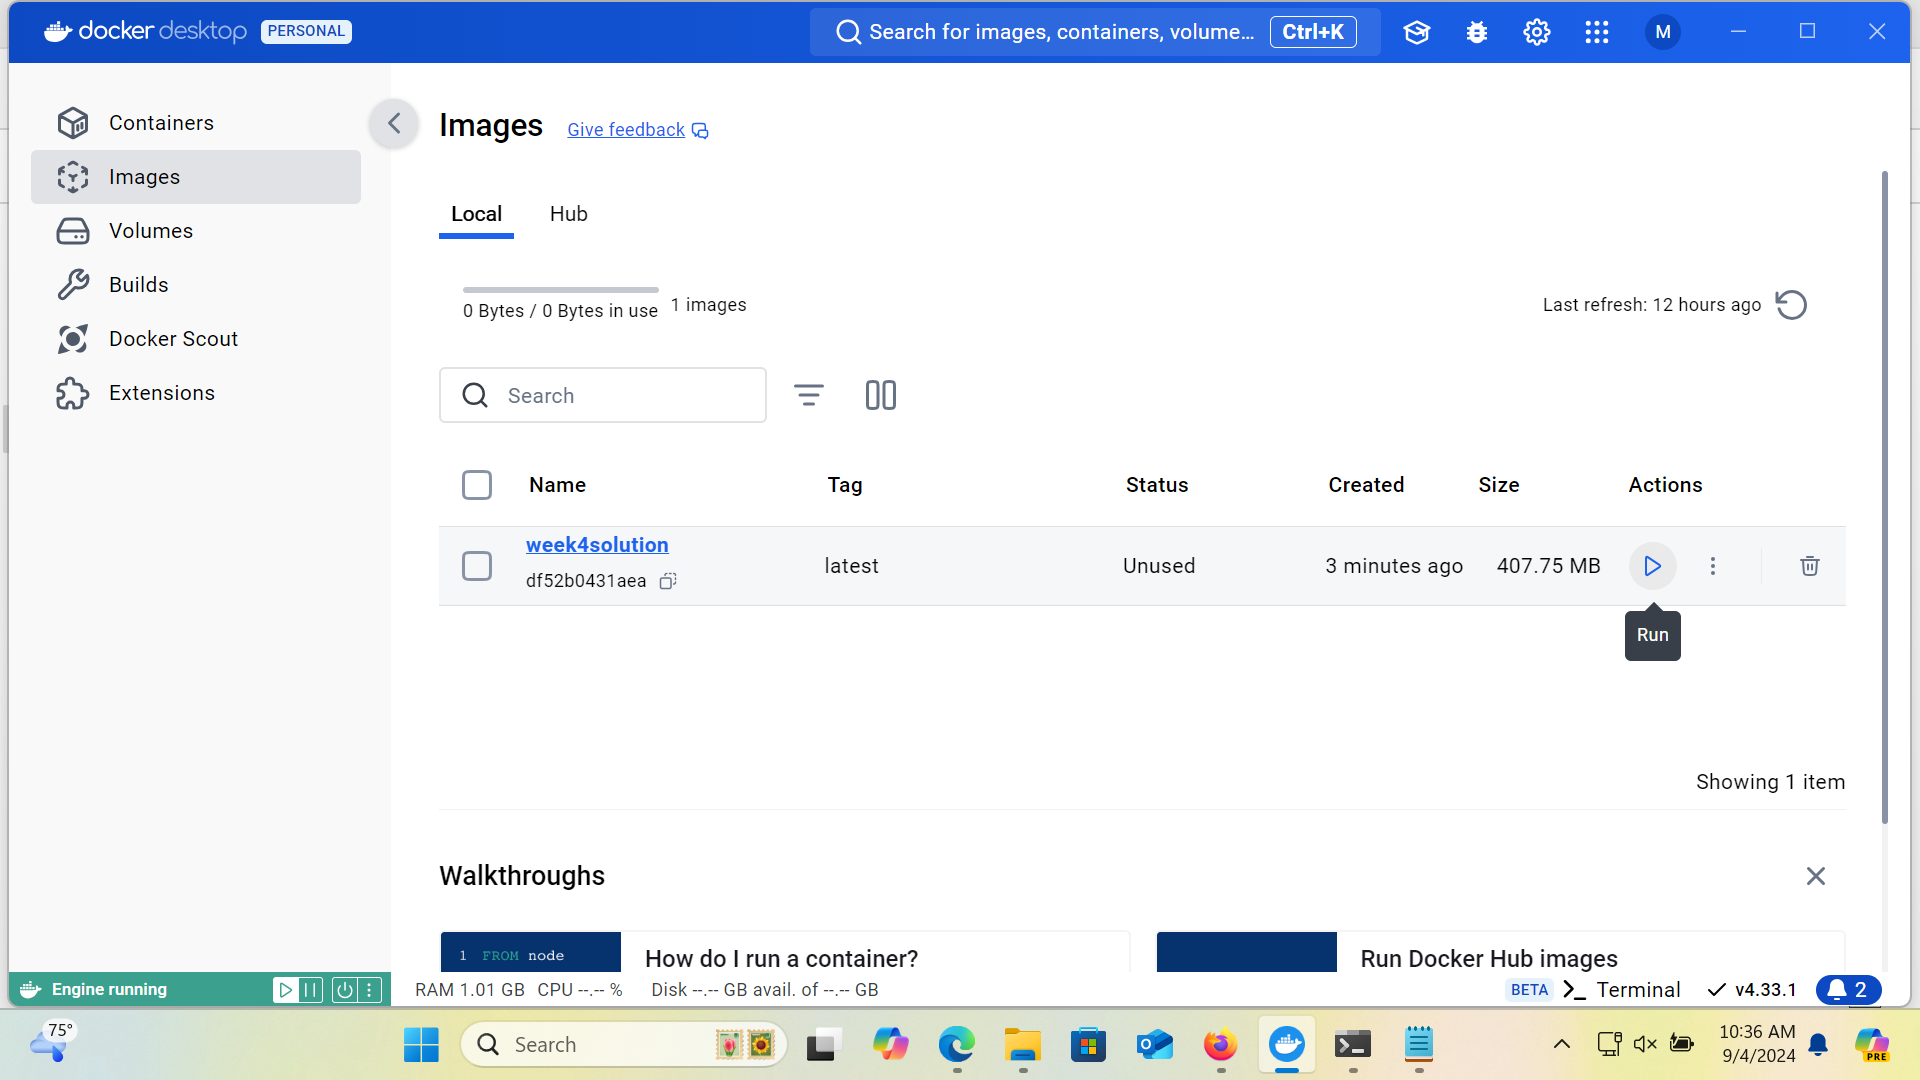 docker desktop PERSONAL
Search for images, containers, volume... Ctrl+K
M
Containers
Images
Volumes
Builds
Docker Scout
Extensions
Images Give feedback
Local Hub
0 Bytes / 0 Bytes in use 1 images
Last refresh: 12 hours ago
Search
Name Tag Status Created Size Actions
week4solution
df52b0431aea
latest Unused 3 minutes ago 407.75 MB
Run
Showing 1 item
Walkthroughs
1 FROM node
How do I run a container?
Run Docker Hub images
Engine running
RAM 1.01 GB CPU --.-- % Disk --.-- GB avail. of --.-- GB
BETA Terminal v4.33.1 2
75°
Search
10:36 AM
9/4/2024
PRE